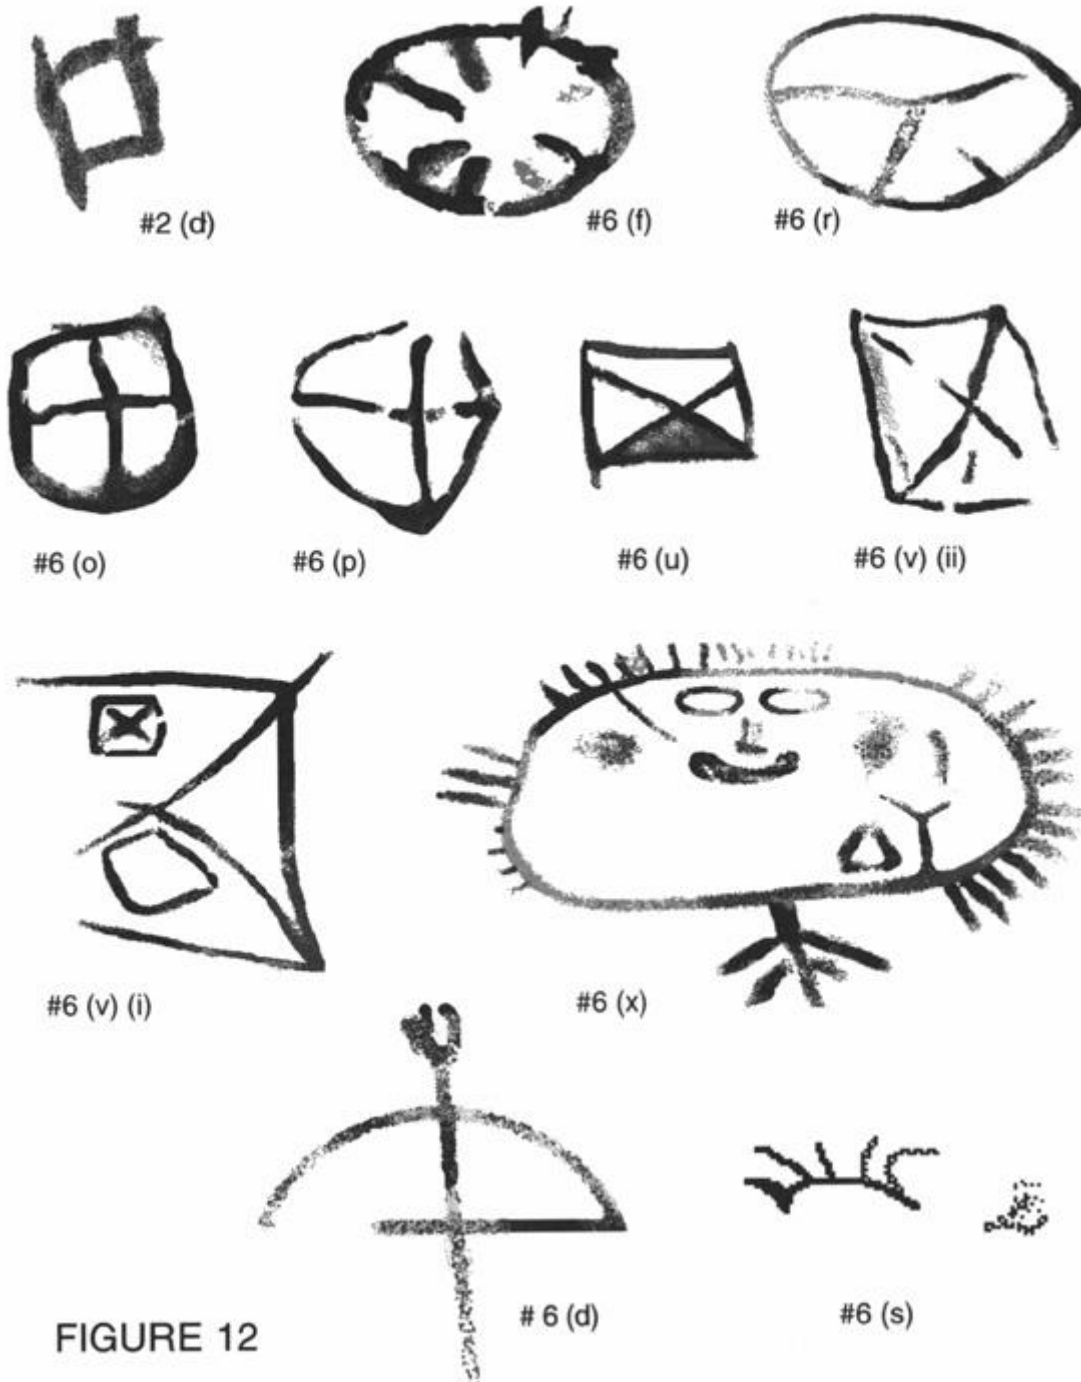 #2 (d)
#6 (f)
#6 (r)
#6 (o)
#6 (p)
#6 (u)
#6 (v) (ii)
#6 (v) (i)
#6 (x)
# 6 (d)
#6 (s)
FIGURE 12